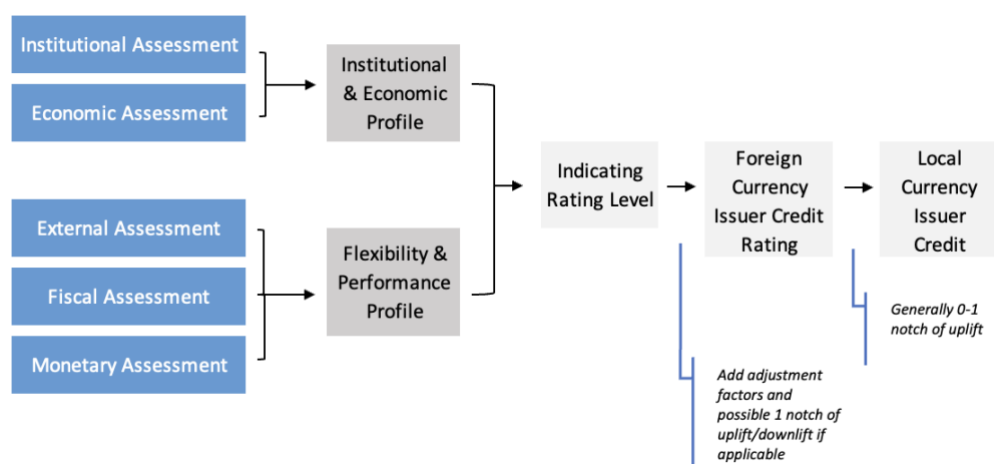 Institutional Assessment
Economic Assessment
Institutional
& Economic
Profile
External Assessment
Fiscal Assessment
Monetary Assessment
Flexibility &
Performance
Profile
Indicating
Rating Level
Foreign
Currency
Issuer Credit
Rating
Local
Currency
Issuer
Credit
Add adjustment
factors and
possible 1 notch of
uplift/downlift if
applicable
Generally 0-1
notch of uplift